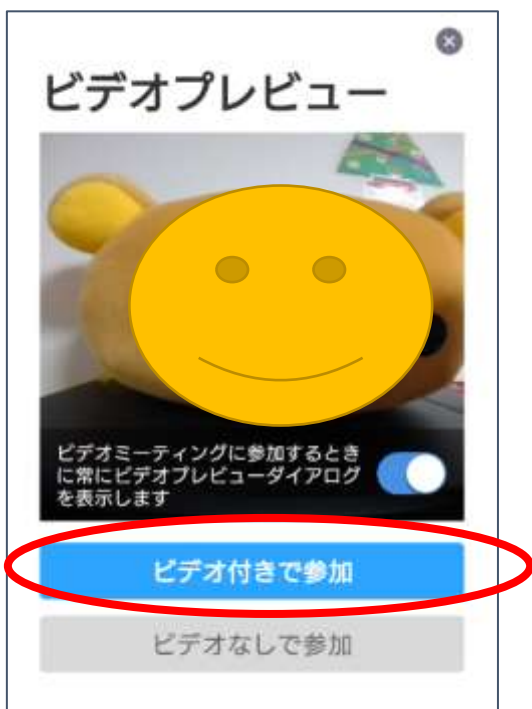 ビデオプレビュー
ビデオミーティングに参加するとき
に常にビデオプレビューダイアログ
を表示します
ビデオ付きで参加
ビデオなしで参加